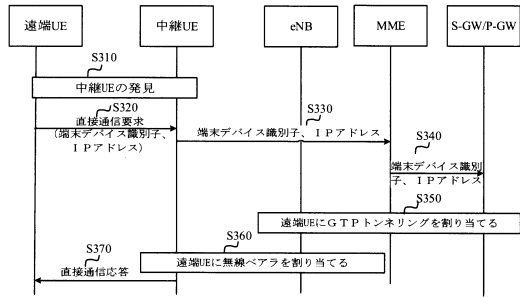 遠端UE
中継UE
eNB
MME
S-GW/P-GW
S310
中継UEの発見
S320
直接通信要求
(端末デバイス識別子、
IPアドレス)
S330
端末デバイス識別子、IPアドレス
S340
端末デバイス識別
子、IPアドレス
S350
遠端UEにGTPトンネリングを割り当てる
S360
遠端UEに無線ベアラを割り当てる
S370
直接通信応答